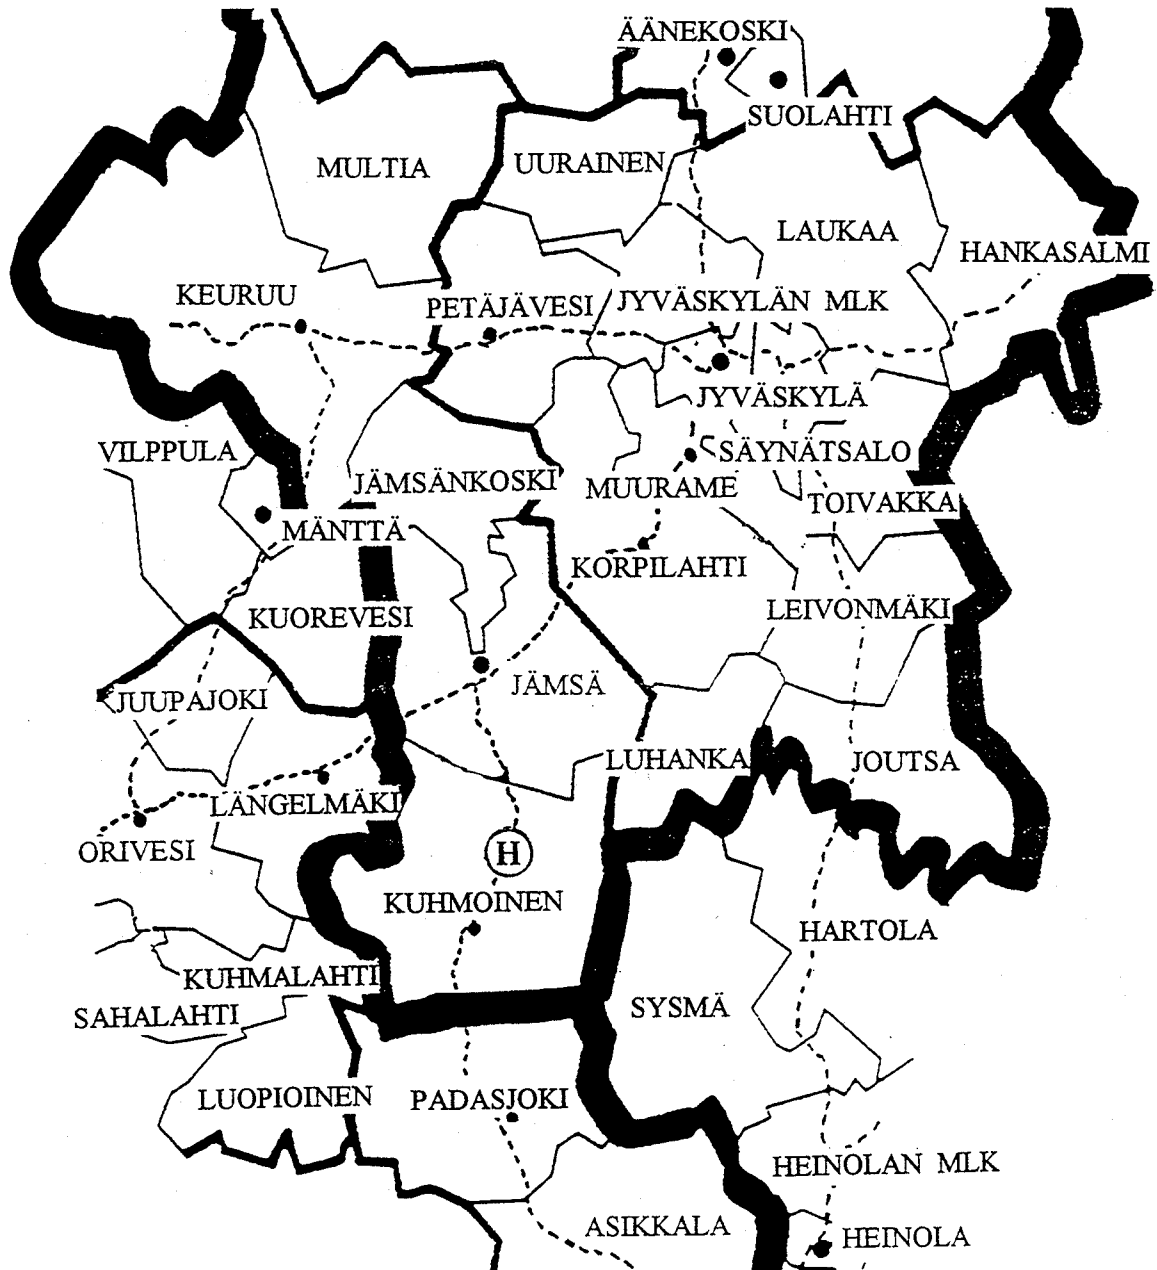 ÄÄNEKOSKI
SUOLAHTI
MULTIA
UURAINEN
LAUKAA
HANKASALMI
KEURUU
PETÄJÄVESI
JYVÄSKYLÄN MLK
JYVÄSKYLÄ
VILPPULA
SÄYNÄTSALO
JÄMSÄNKOSKI
MUURAME
TOIVAKKA
MÄNTTÄ
KORPILAHTI
KUOREVESI
LEIVONMÄKI
JÄMSÄ
JUUPAJOKI
LUHANKA
JOUTSA
LÄNGELMÄKI
ORIVESI
H
KUHMOINEN
HARTOLA
KUHMALAHTI
SYSMÄ
SAHALAHTI
LUOPIOINEN
PADASJOKI
HEINOLAN MLK
ASIKKALA
HEINOLA